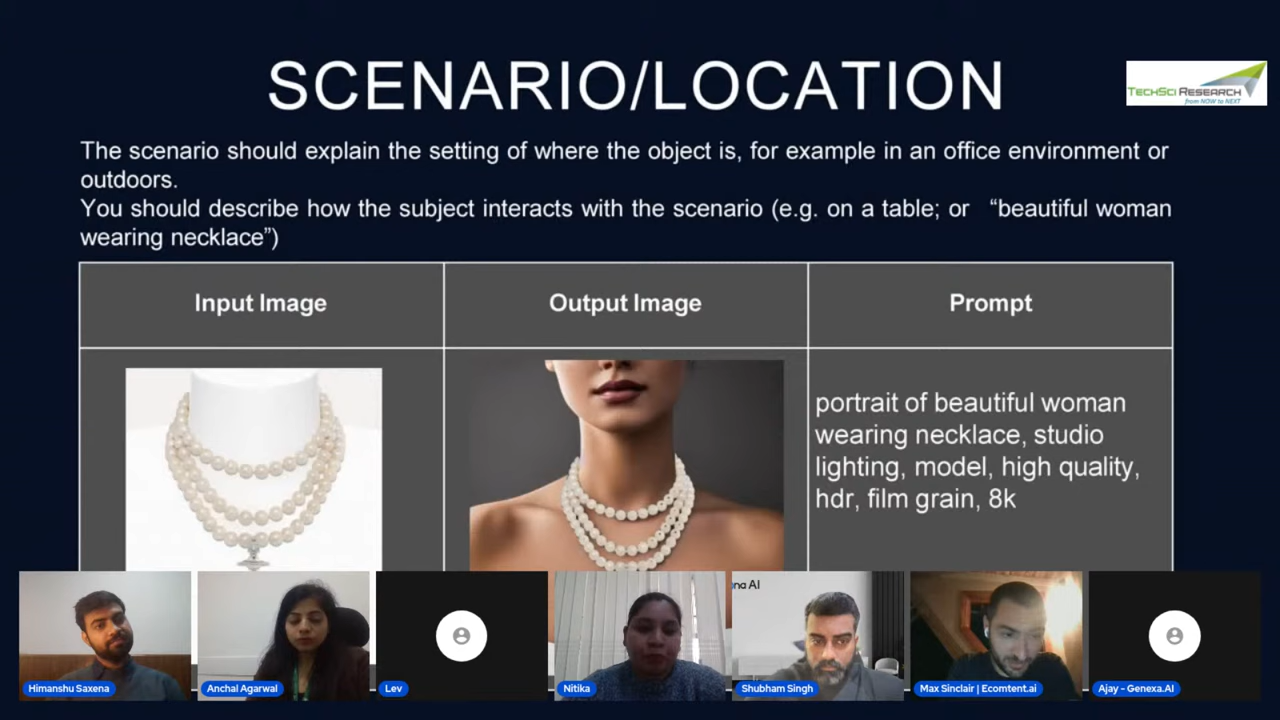 SCENARIO/LOCATION
TECHSCI RESEARCH
from NOW to NEXT
The scenario should explain the setting of where the object is, for example in an office environment or
outdoors.
You should describe how the subject interacts with the scenario (e.g. on a table; or “beautiful woman
wearing necklace”)
Input Image
Output Image
Prompt
portrait of beautiful woman
wearing necklace, studio
lighting, model, high quality,
hdr, film grain, 8k
na AI
Himanshu Saxena
Anchal Agarwal
Lev
Nitika
Shubham Singh
Max Sinclair | Ecomtent.ai
Ajay - Genexa.AI